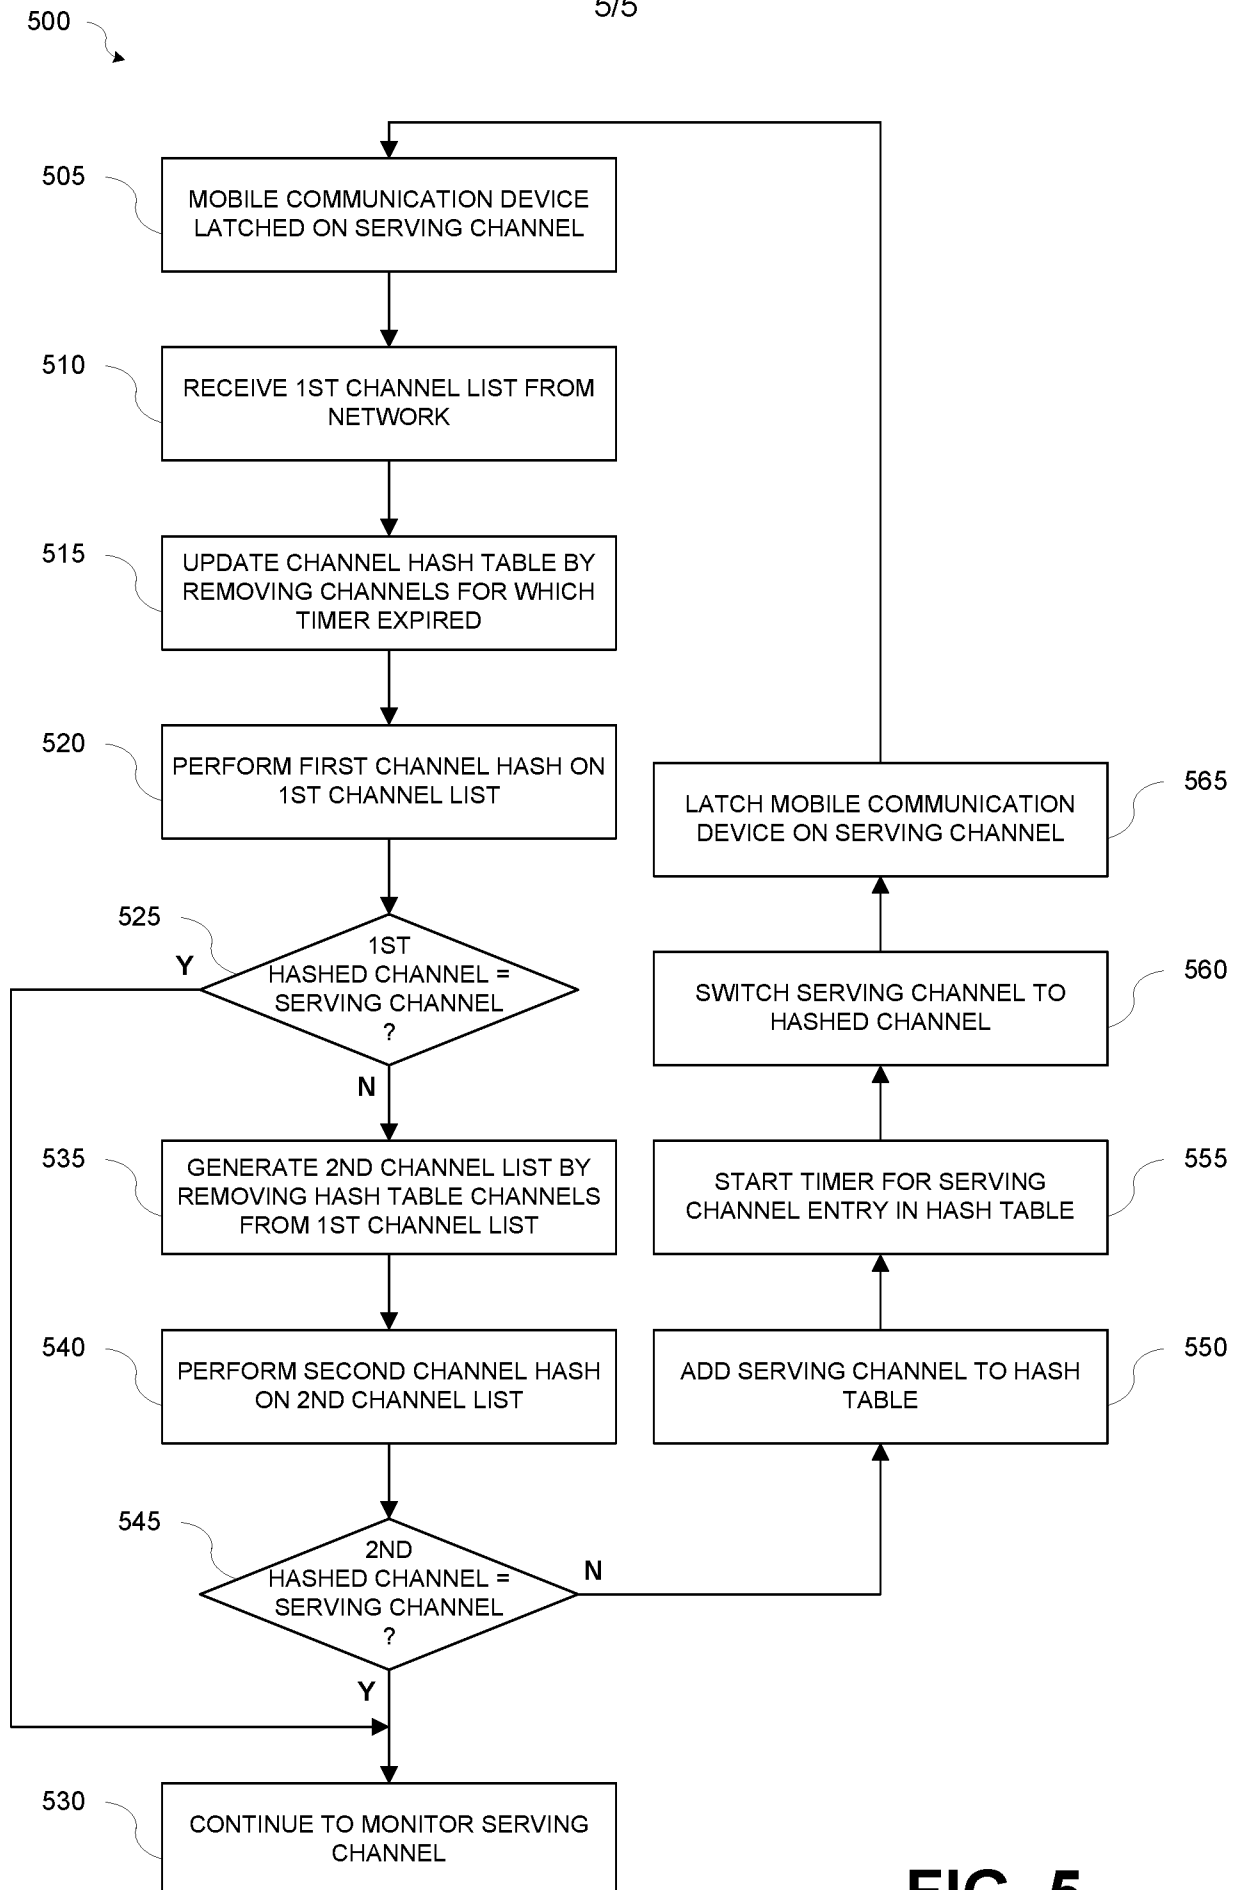 5/5
500
505
MOBILE COMMUNICATION DEVICE
LATCHED ON SERVING CHANNEL
510
RECEIVE 1ST CHANNEL LIST FROM
NETWORK
515
UPDATE CHANNEL HASH TABLE BY
REMOVING CHANNELS FOR WHICH
TIMER EXPIRED
520
PERFORM FIRST CHANNEL HASH ON
1ST CHANNEL LIST
525
1ST
HASHED CHANNEL =
SERVING CHANNEL
?
Y
N
535
GENERATE 2ND CHANNEL LIST BY
REMOVING HASH TABLE CHANNELS
FROM 1ST CHANNEL LIST
540
PERFORM SECOND CHANNEL HASH
ON 2ND CHANNEL LIST
545
2ND
HASHED CHANNEL =
SERVING CHANNEL
?
N
Y
530
CONTINUE TO MONITOR SERVING
CHANNEL
565
LATCH MOBILE COMMUNICATION
DEVICE ON SERVING CHANNEL
560
SWITCH SERVING CHANNEL TO
HASHED CHANNEL
555
START TIMER FOR SERVING
CHANNEL ENTRY IN HASH TABLE
550
ADD SERVING CHANNEL TO HASH
TABLE
FIG. 5